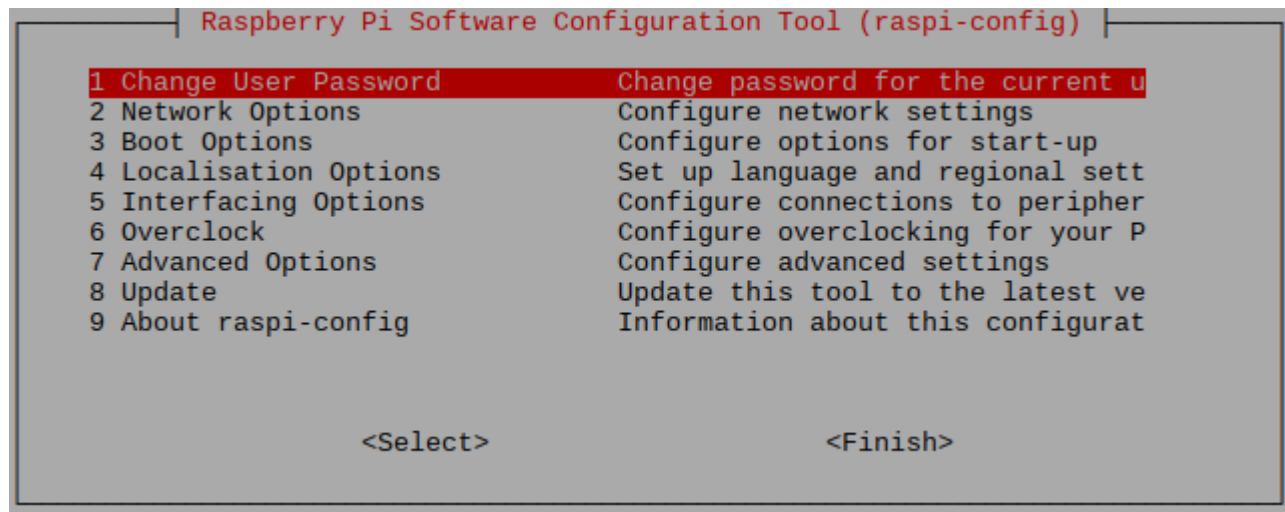 Raspberry Pi Software Configuration Tool (raspi-config)
1 Change User Password Change password for the current u
2 Network Options Configure network settings
3 Boot Options Configure options for start-up
4 Localisation Options Set up language and regional sett
5 Interfacing Options Configure connections to peripher
6 Overclock Configure overclocking for your P
7 Advanced Options Configure advanced settings
8 Update Update this tool to the latest ve
9 About raspi-config Information about this configurat
<Select> <Finish>